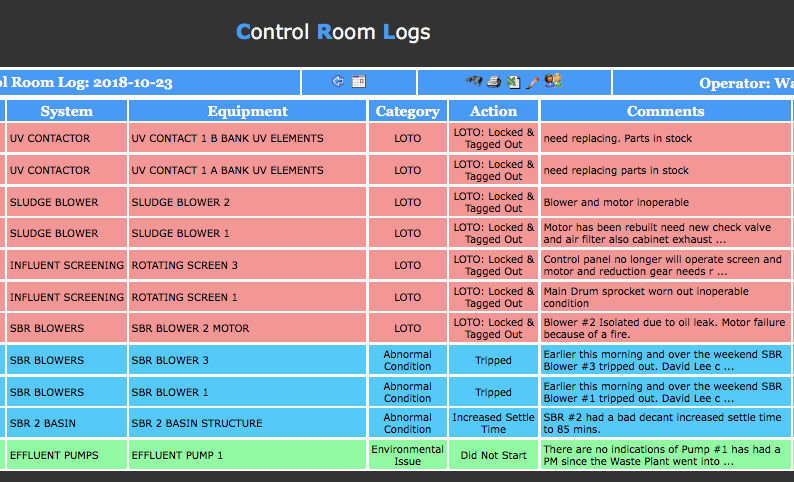 Control Room Logs
ol Room Log: 2018-10-23
Operator: Wa
System Equipment Category Action Comments
UV CONTACTOR UV CONTACT 1 B BANK UV ELEMENTS LOTO LOTO: Locked & Tagged Out need replacing. Parts in stock
UV CONTACTOR UV CONTACT 1 A BANK UV ELEMENTS LOTO LOTO: Locked & Tagged Out need replacing parts in stock
SLUDGE BLOWER SLUDGE BLOWER 2 LOTO LOTO: Locked & Tagged Out Blower and motor inoperable
SLUDGE BLOWER SLUDGE BLOWER 1 LOTO LOTO: Locked & Tagged Out Motor has been rebuilt need new check valve and air filter also cabinet exhaust ...
INFLUENT SCREENING ROTATING SCREEN 3 LOTO LOTO: Locked & Tagged Out Control panel no longer will operate screen and motor and reduction gear needs r ...
INFLUENT SCREENING ROTATING SCREEN 1 LOTO LOTO: Locked & Tagged Out Main Drum sprocket worn out inoperable condition
SBR BLOWERS SBR BLOWER 2 MOTOR LOTO LOTO: Locked & Tagged Out Blower #2 Isolated due to oil leak. Motor failure because of a fire.
SBR BLOWERS SBR BLOWER 3 Abnormal Condition Tripped Earlier this morning and over the weekend SBR Blower #3 tripped out. David Lee c ...
SBR BLOWERS SBR BLOWER 1 Abnormal Condition Tripped Earlier this morning and over the weekend SBR Blower #1 tripped out. David Lee c ...
SBR 2 BASIN SBR 2 BASIN STRUCTURE Abnormal Condition Increased Settle Time SBR #2 had a bad decant increased settle time to 85 mins.
EFFLUENT PUMPS EFFLUENT PUMP 1 Environmental Issue Did Not Start There are no indications of Pump #1 has had a PM since the Waste Plant went into ...